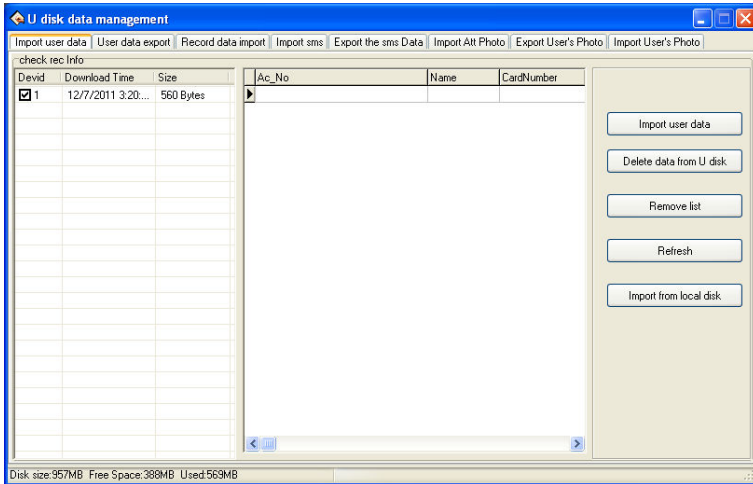 U disk data management
Import user data User data export Record data import Import sms Export the sms Data Import Att Photo Export User's Photo Import User's Photo
check rec Info
Devid Download Time Size Ac_No Name CardNumber
1 12/7/2011 3:20:... 560 Bytes
Import user data
Delete data from U disk
Remove list
Refresh
Import from local disk
Disk size:957MB Free Space:388MB Used:569MB